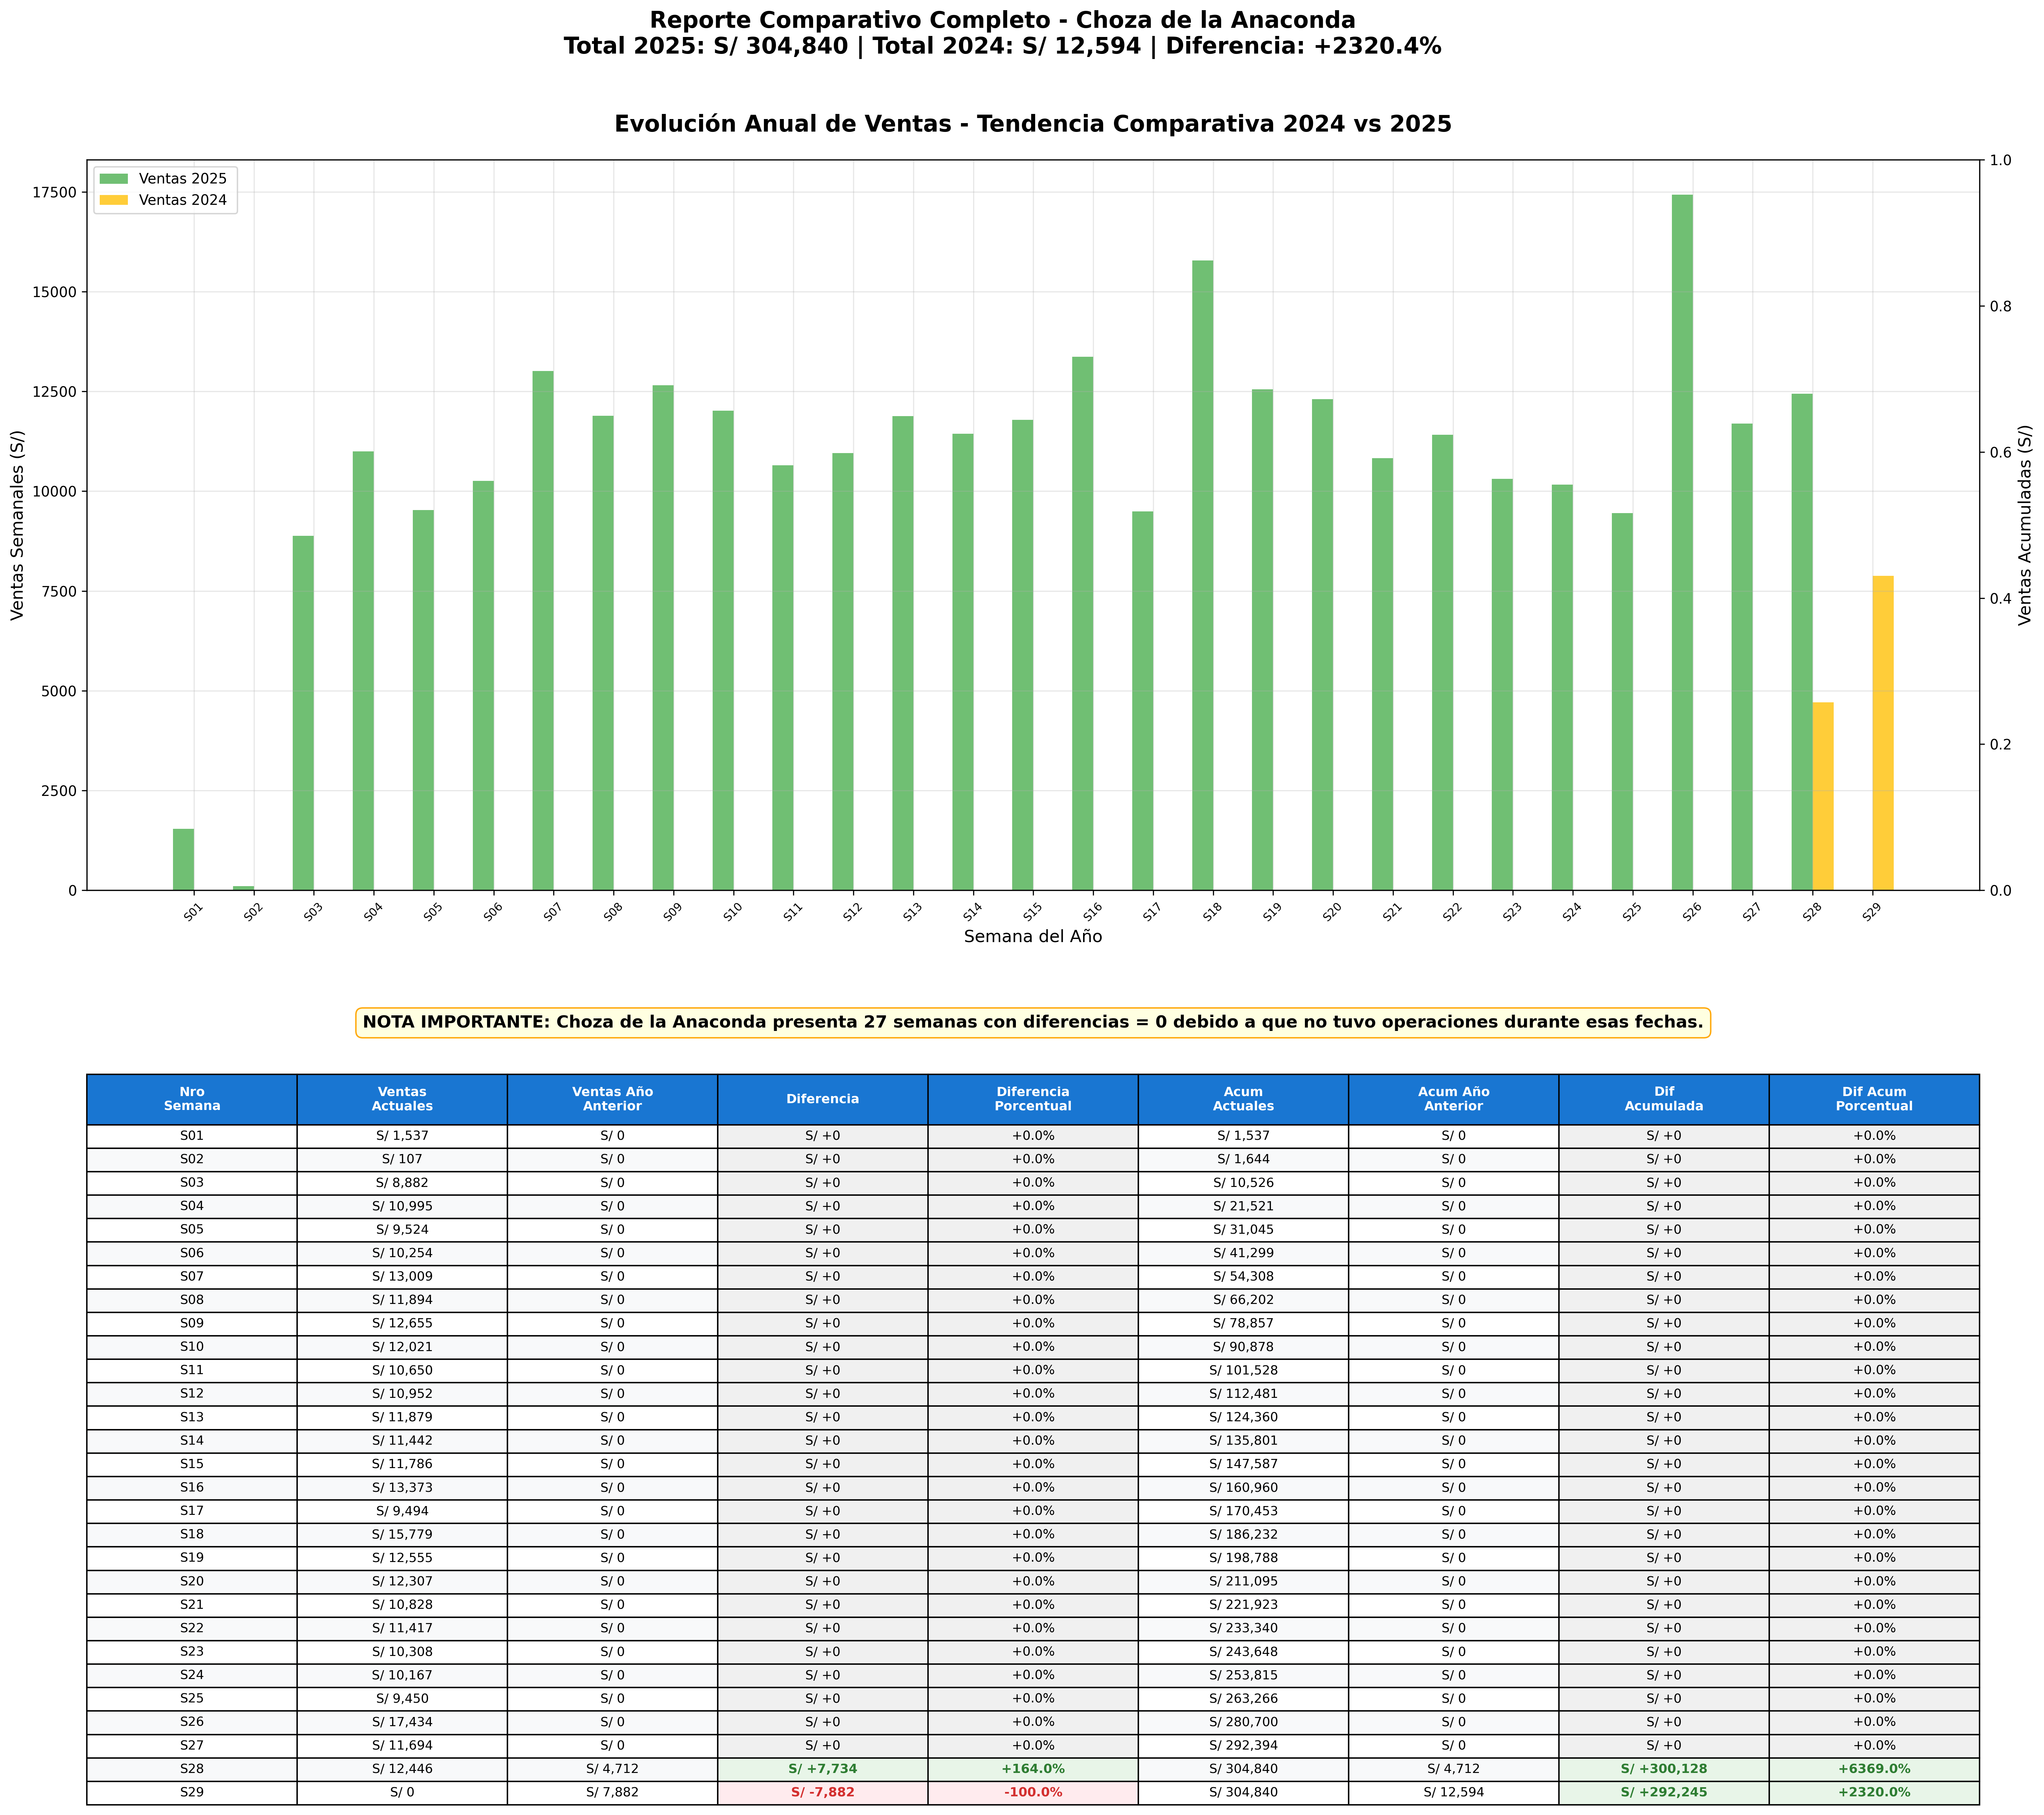 Reporte Comparativo Completo - Choza de la Anaconda
Total 2025: S/ 304,840 | Total 2024: S/ 12,594 | Diferencia: +2320.4%
Evolución Anual de Ventas - Tendencia Comparativa 2024 vs 2025
Ventas 2025
Ventas 2024
Ventas Semanales (S/)
17500
15000
12500
10000
7500
5000
2500
0
1.0
0.8
0.6
0.4
0.2
0.0
Ventas Acumuladas (S/)
S01 S02 S03 S04 S05 S06 S07 S08 S09 S10 S11 S12 S13 S14 S15 S16 S17 S18 S19 S20 S21 S22 S23 S24 S25 S26 S27 S28 S29
Semana del Año
NOTA IMPORTANTE: Choza de la Anaconda presenta 27 semanas con diferencias = 0 debido a que no tuvo operaciones durante esas fechas.
Nro Semana Ventas Actuales Ventas Año Anterior Diferencia Diferencia Porcentual Acum Actuales Acum Año Anterior Dif Acumulada Dif Acum Porcentual
S01 S/ 1,537 S/ 0 S/ +0 +0.0% S/ 1,537 S/ 0 S/ +0 +0.0%
S02 S/ 107 S/ 0 S/ +0 +0.0% S/ 1,644 S/ 0 S/ +0 +0.0%
S03 S/ 8,882 S/ 0 S/ +0 +0.0% S/ 10,526 S/ 0 S/ +0 +0.0%
S04 S/ 10,995 S/ 0 S/ +0 +0.0% S/ 21,521 S/ 0 S/ +0 +0.0%
S05 S/ 9,524 S/ 0 S/ +0 +0.0% S/ 31,045 S/ 0 S/ +0 +0.0%
S06 S/ 10,254 S/ 0 S/ +0 +0.0% S/ 41,299 S/ 0 S/ +0 +0.0%
S07 S/ 13,009 S/ 0 S/ +0 +0.0% S/ 54,308 S/ 0 S/ +0 +0.0%
S08 S/ 11,894 S/ 0 S/ +0 +0.0% S/ 66,202 S/ 0 S/ +0 +0.0%
S09 S/ 12,655 S/ 0 S/ +0 +0.0% S/ 78,857 S/ 0 S/ +0 +0.0%
S10 S/ 12,021 S/ 0 S/ +0 +0.0% S/ 90,878 S/ 0 S/ +0 +0.0%
S11 S/ 10,650 S/ 0 S/ +0 +0.0% S/ 101,528 S/ 0 S/ +0 +0.0%
S12 S/ 10,952 S/ 0 S/ +0 +0.0% S/ 112,481 S/ 0 S/ +0 +0.0%
S13 S/ 11,879 S/ 0 S/ +0 +0.0% S/ 124,360 S/ 0 S/ +0 +0.0%
S14 S/ 11,442 S/ 0 S/ +0 +0.0% S/ 135,801 S/ 0 S/ +0 +0.0%
S15 S/ 11,786 S/ 0 S/ +0 +0.0% S/ 147,587 S/ 0 S/ +0 +0.0%
S16 S/ 13,373 S/ 0 S/ +0 +0.0% S/ 160,960 S/ 0 S/ +0 +0.0%
S17 S/ 9,494 S/ 0 S/ +0 +0.0% S/ 170,453 S/ 0 S/ +0 +0.0%
S18 S/ 15,779 S/ 0 S/ +0 +0.0% S/ 186,232 S/ 0 S/ +0 +0.0%
S19 S/ 12,555 S/ 0 S/ +0 +0.0% S/ 198,788 S/ 0 S/ +0 +0.0%
S20 S/ 12,307 S/ 0 S/ +0 +0.0% S/ 211,095 S/ 0 S/ +0 +0.0%
S21 S/ 10,828 S/ 0 S/ +0 +0.0% S/ 221,923 S/ 0 S/ +0 +0.0%
S22 S/ 11,417 S/ 0 S/ +0 +0.0% S/ 233,340 S/ 0 S/ +0 +0.0%
S23 S/ 10,308 S/ 0 S/ +0 +0.0% S/ 243,648 S/ 0 S/ +0 +0.0%
S24 S/ 10,167 S/ 0 S/ +0 +0.0% S/ 253,815 S/ 0 S/ +0 +0.0%
S25 S/ 9,450 S/ 0 S/ +0 +0.0% S/ 263,266 S/ 0 S/ +0 +0.0%
S26 S/ 17,434 S/ 0 S/ +0 +0.0% S/ 280,700 S/ 0 S/ +0 +0.0%
S27 S/ 11,694 S/ 0 S/ +0 +0.0% S/ 292,394 S/ 0 S/ +0 +0.0%
S28 S/ 12,446 S/ 4,712 S/ +7,734 +164.0% S/ 304,840 S/ 4,712 S/ +300,128 +6369.0%
S29 S/ 0 S/ 7,882 S/ -7,882 -100.0% S/ 304,840 S/ 12,594 S/ +292,245 +2320.0%